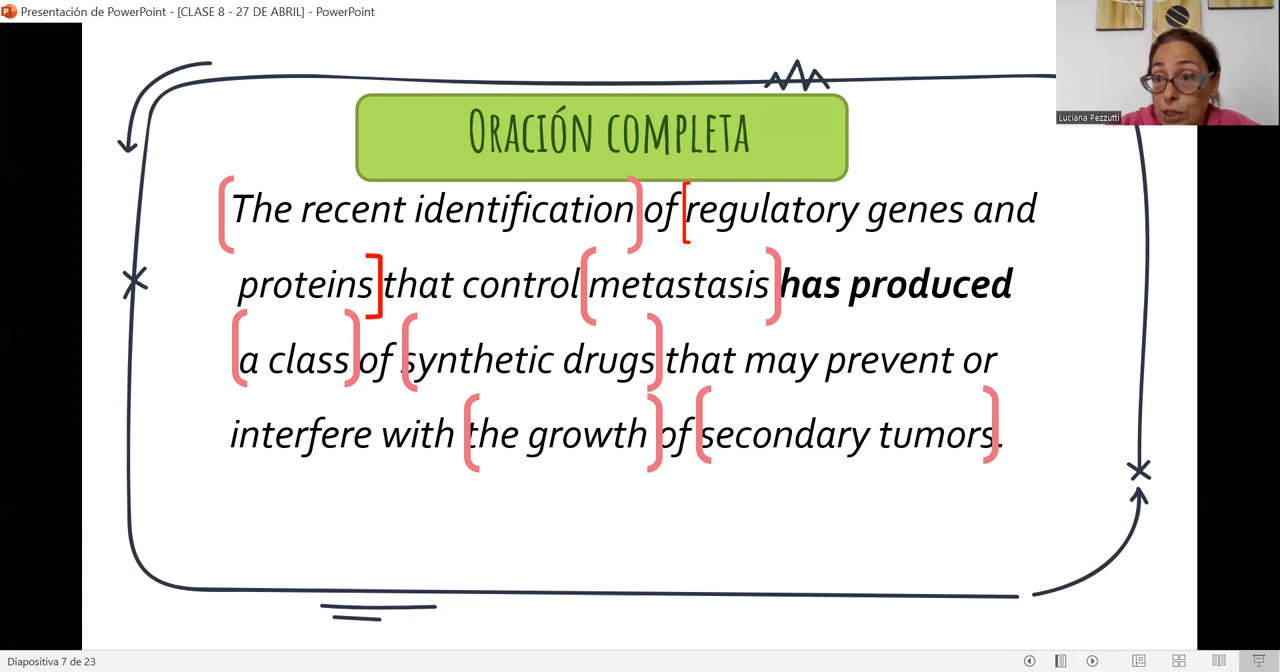 Presentación de PowerPoint - [CLASE 8 - 27 DE ABRIL] - PowerPoint
Luciana Pezzutti
ORACIÓN COMPLETA
The recent identification of regulatory genes and
proteins that control metastasis has produced
a class of synthetic drugs that may prevent or
interfere with the growth of secondary tumors.
Diapositiva 7 de 23